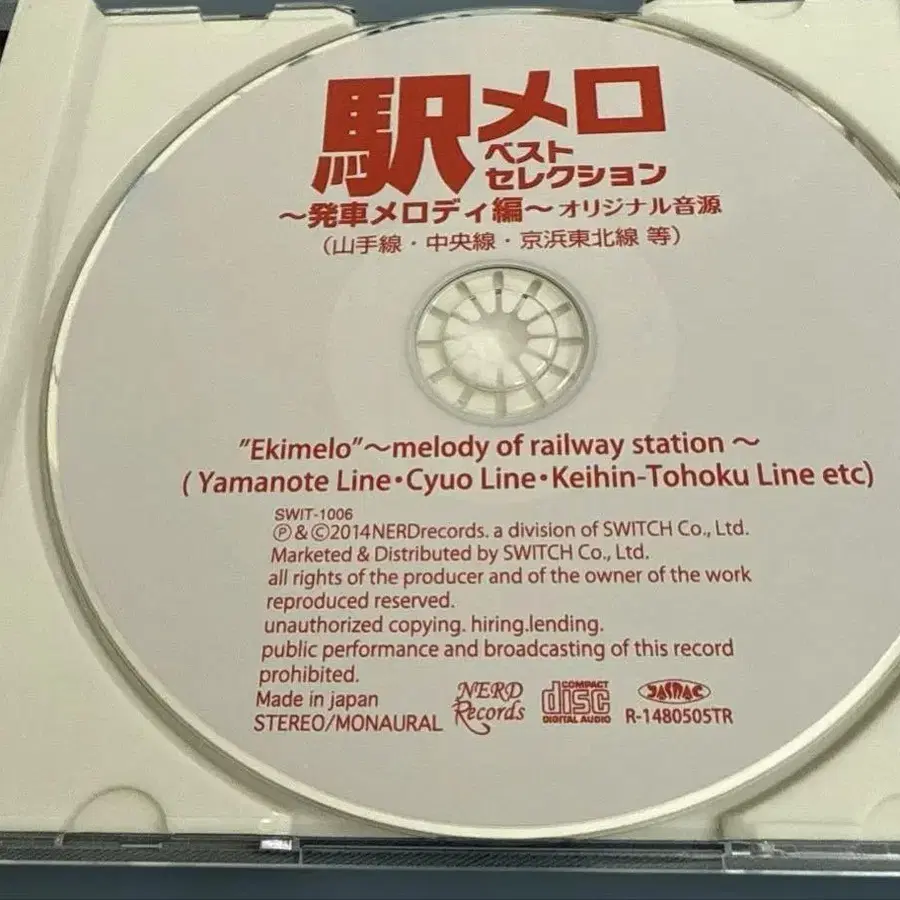 駅メロ
ベスト
セレクション
～発車メロディ編～ オリジナル音源
（山手線・中央線・京浜東北線 等）
"Ekimelo"～melody of railway station ～
( Yamanote Line・Cyuo Line・Keihin-Tohoku Line etc)
SWIT-1006
Ⓟ & Ⓒ2014NERDrecords. a division of SWITCH Co., Ltd.
Marketed & Distributed by SWITCH Co., Ltd.
all rights of the producer and of the owner of the work
reproduced reserved.
unauthorized copying. hiring.lending.
public performance and broadcasting of this record
prohibited.
Made in japan
STEREO/MONAURAL
NERD
Records
COMPACT
disc
DIGITAL AUDIO
JASRAC
R-1480505TR